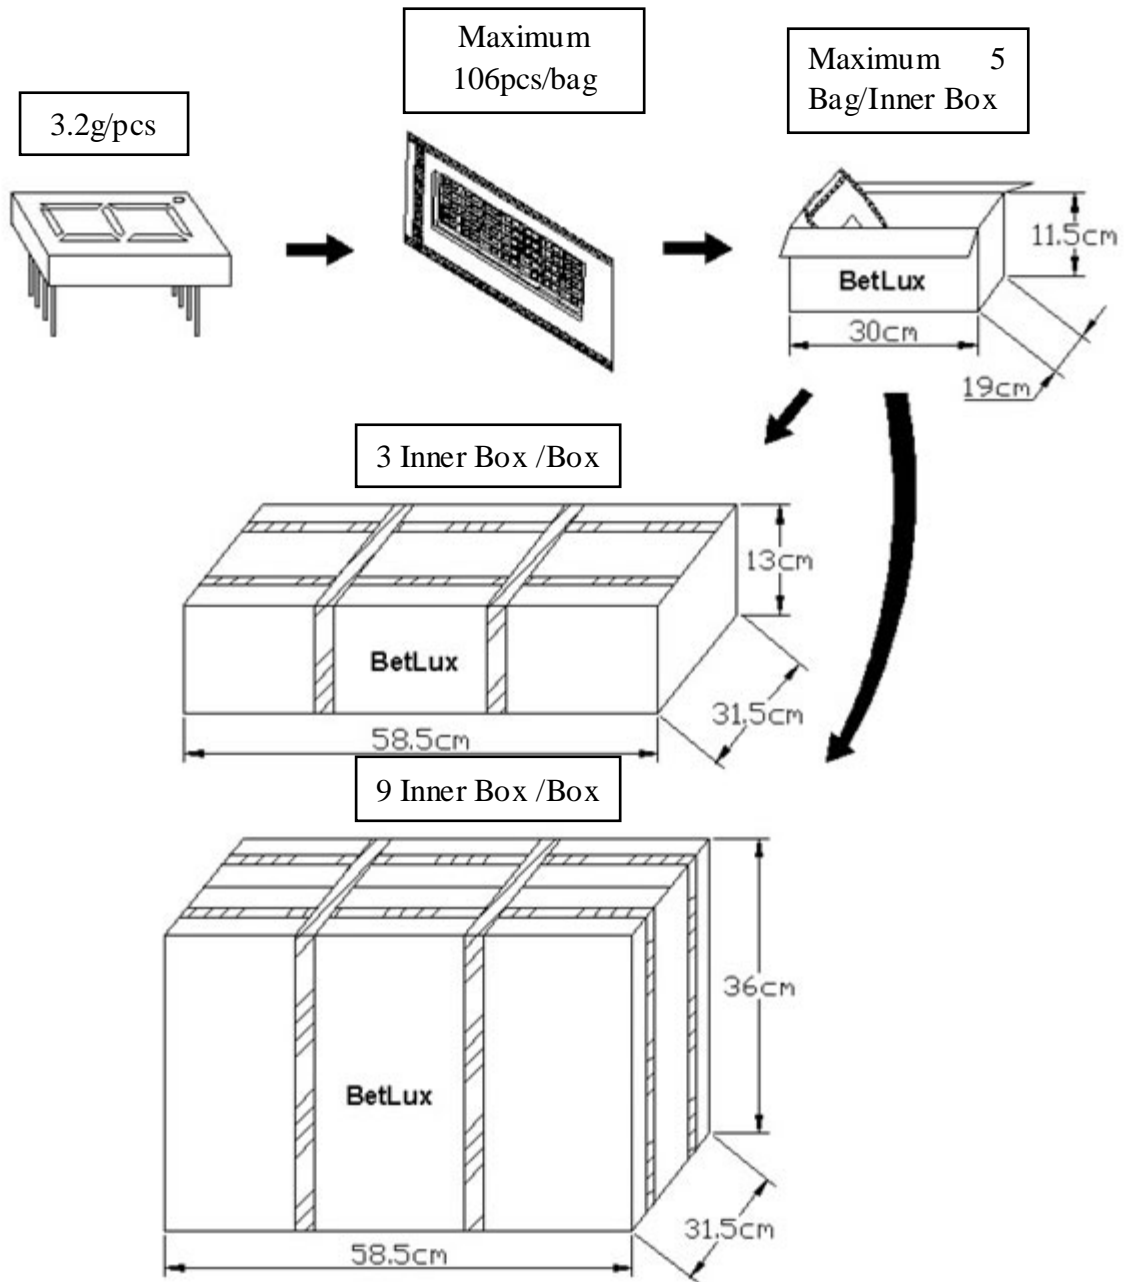 Maximum
106pcs/bag
Maximum 5
Bag/Inner Box
3.2g/pcs
11.5cm
BetLux
30cm
19cm
3 Inner Box /Box
13cm
BetLux
31.5cm
58.5cm
9 Inner Box /Box
36cm
BetLux
31.5cm
58.5cm